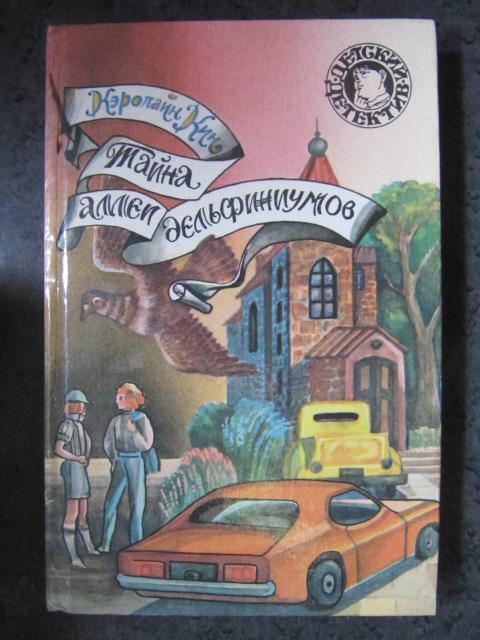 Кэролайн Кин
Тайна
аллеи дельфиниумов
ДЕТСКИЙ ДЕТЕКТИВ